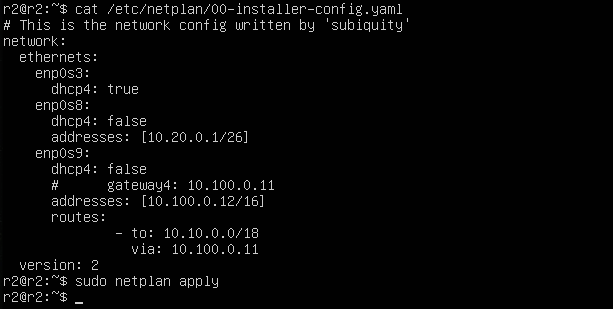 r2@r2:~$ cat /etc/netplan/00-installer-config.yaml
# This is the network config written by 'subiquity'
network:
  ethernets:
    enp0s3:
      dhcp4: true
    enp0s8:
      dhcp4: false
      addresses: [10.20.0.1/26]
    enp0s9:
      dhcp4: false
      #     gateway4: 10.100.0.11
      addresses: [10.100.0.12/16]
      routes:
            - to: 10.10.0.0/18
              via: 10.100.0.11
  version: 2
r2@r2:~$ sudo netplan apply
r2@r2:~$ _